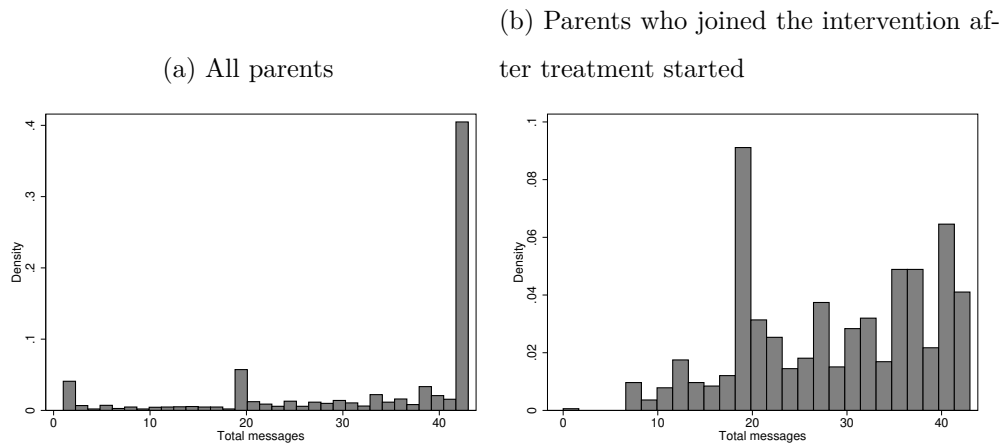 (a) All parents
(b) Parents who joined the intervention af-
ter treatment started
Density
0
.1
.2
.3
.4
0 10 20 30 40
Total messages
Density
0
.02
.04
.06
.08
.1
0 10 20 30 40
Total messages